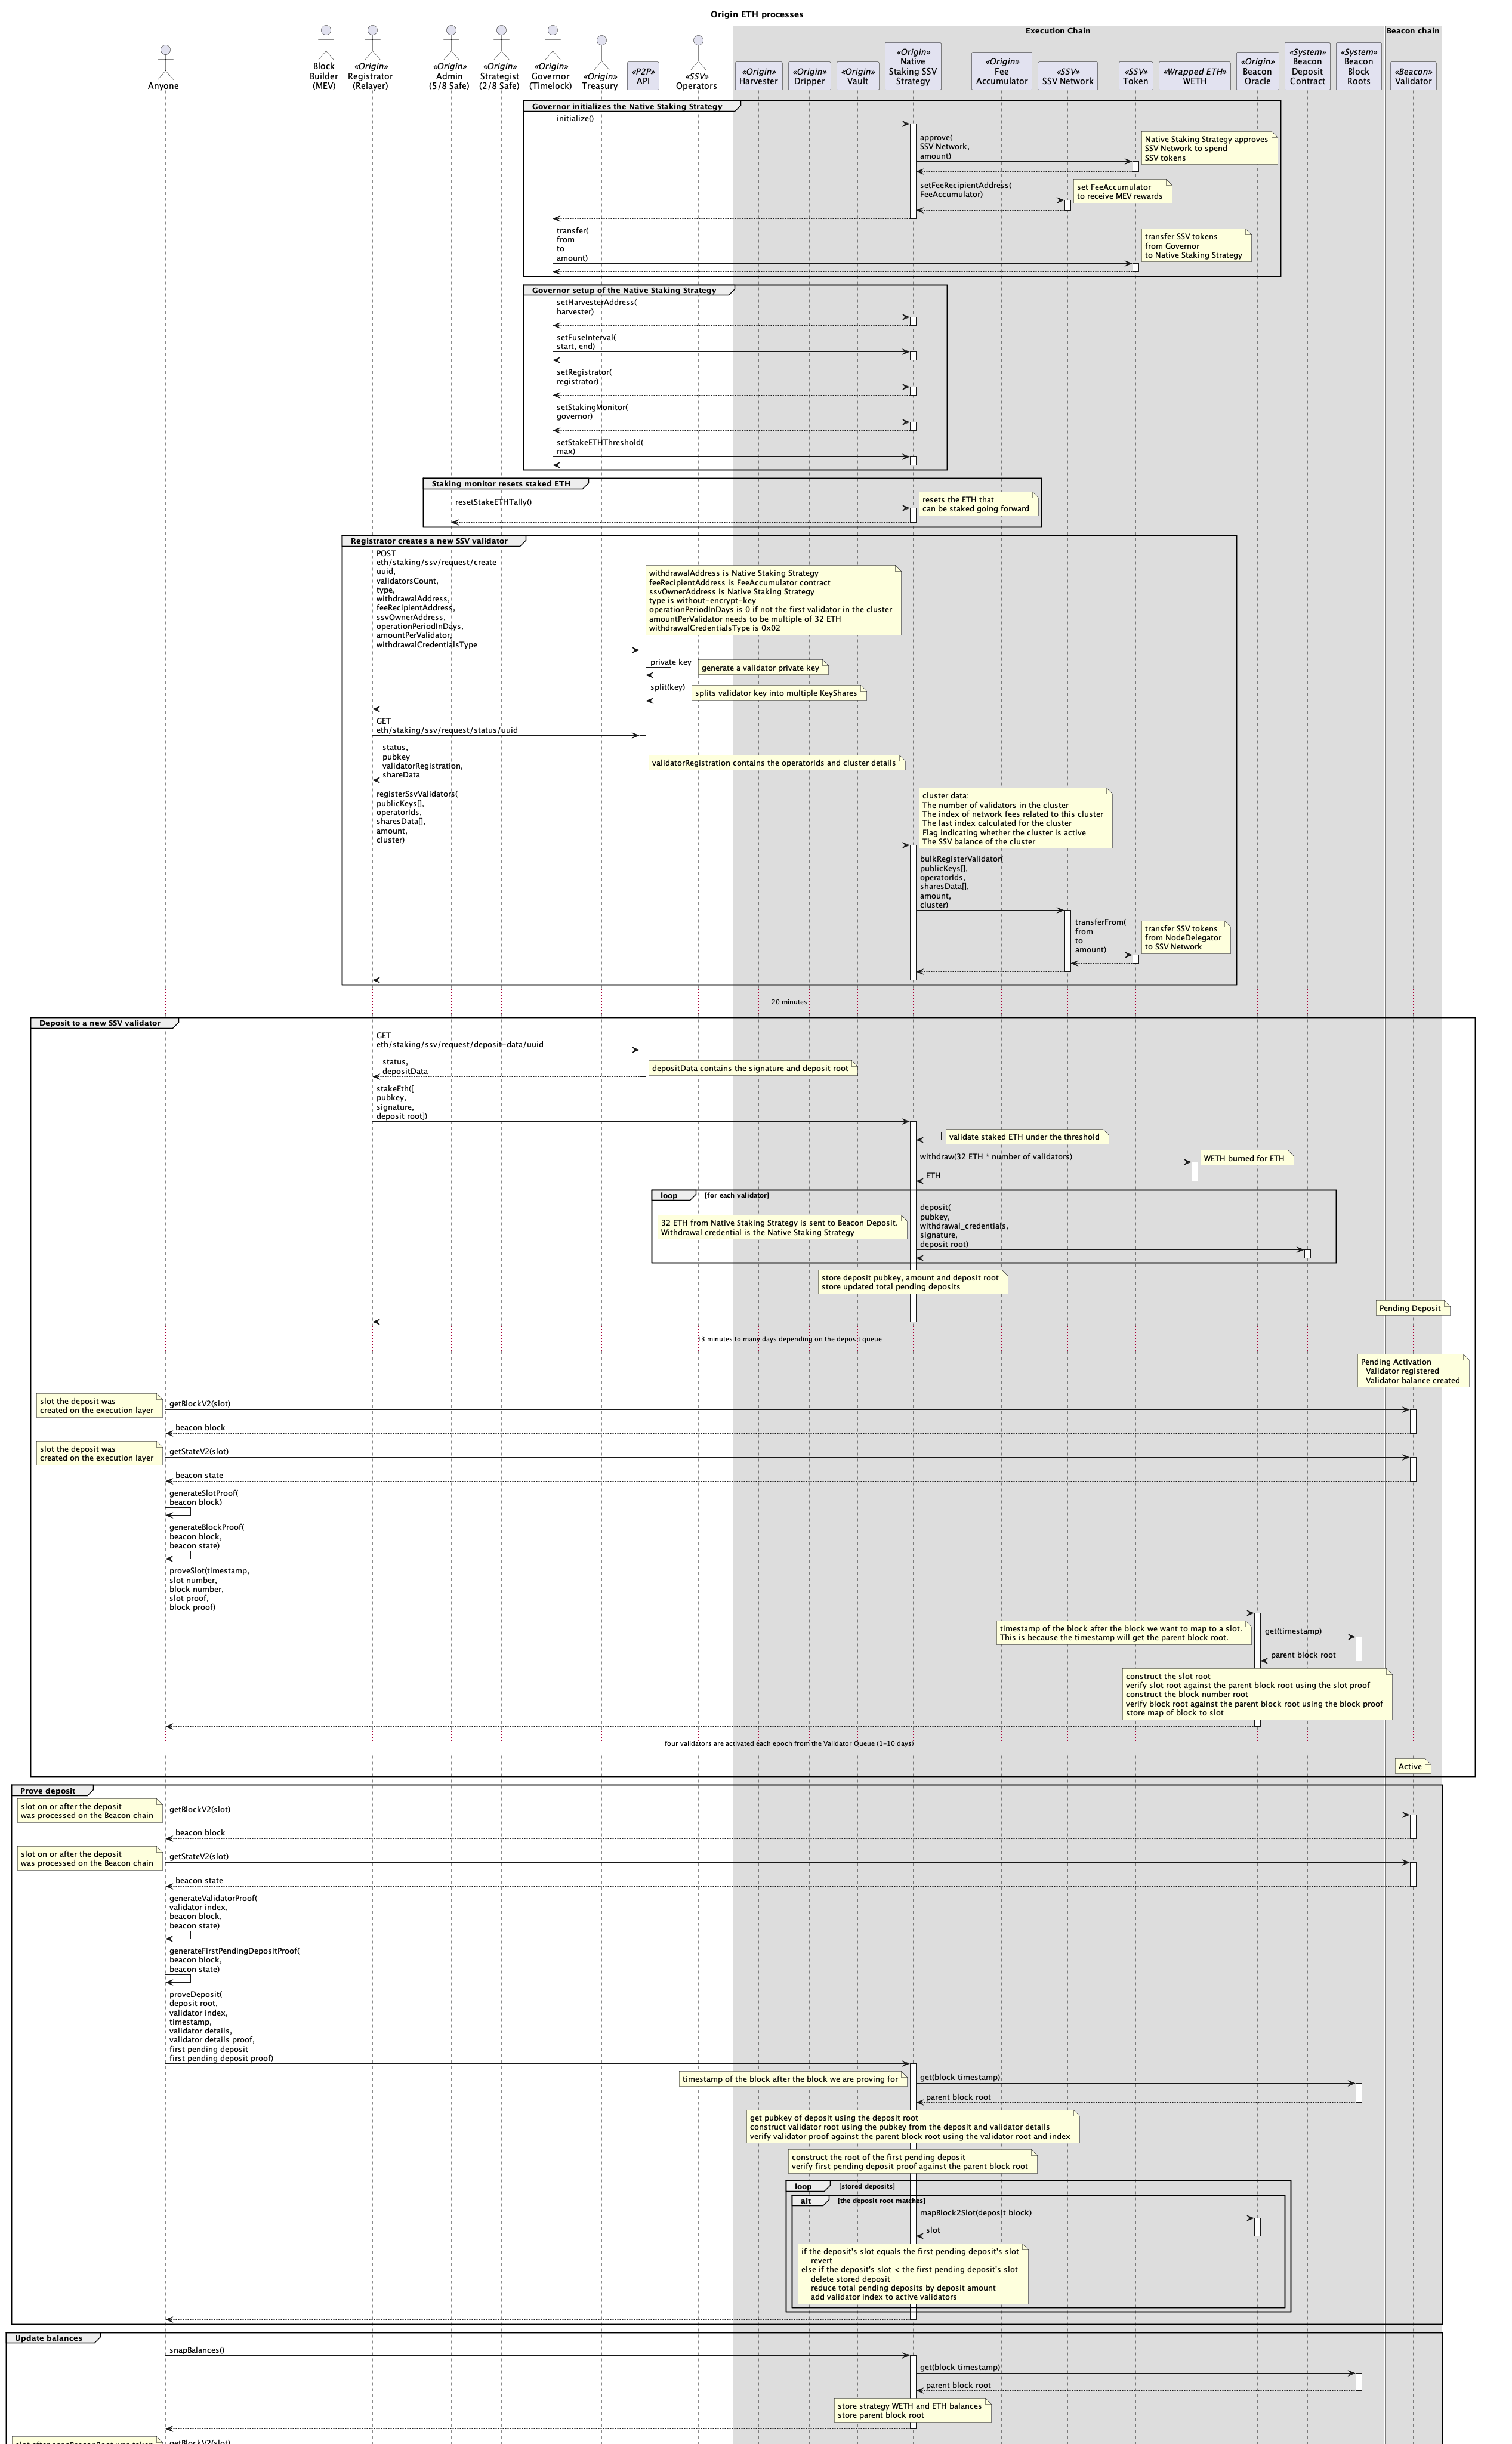 Origin ETH processes
Execution Chain
Beacon chain
Anyone
Block
Builder
(MEV)
«Origin»
Registrator
(Relayer)
«Origin»
Admin
(5/8 Safe)
«Origin»
Strategist
(2/8 Safe)
«Origin»
Governor
(Timelock)
«Origin»
Treasury
«P2P»
API
«SSV»
Operators
«Origin»
Harvester
«Origin»
Dripper
«Origin»
Vault
«Origin»
Native
Staking SSV
Strategy
«Origin»
Fee
Accumulator
«SSV»
SSV Network
«SSV»
Token
«Wrapped ETH»
WETH
«Origin»
Beacon
Oracle
«System»
Beacon
Deposit
Contract
«System»
Beacon
Block
Roots
«Beacon»
Validator
Governor initializes the Native Staking Strategy
initialize()
approve(
SSV Network,
amount)
Native Staking Strategy approves
SSV Network to spend
SSV tokens
setFeeRecipientAddress(
FeeAccumulator)
set FeeAccumulator
to receive MEV rewards
transfer(
from
to
amount)
transfer SSV tokens
from Governor
to Native Staking Strategy
Governor setup of the Native Staking Strategy
setHarvesterAddress(
harvester)
setFuseInterval(
start, end)
setRegistrator(
registrator)
setStakingMonitor(
governor)
setStakeETHThreshold(
max)
Staking monitor resets staked ETH
resetStakeETHTally()
resets the ETH that
can be staked going forward
Registrator creates a new SSV validator
POST
eth/staking/ssv/request/create
uuid,
validatorsCount,
type,
withdrawalAddress,
feeRecipientAddress,
ssvOwnerAddress,
operationPeriodInDays,
amountPerValidator,
withdrawalCredentialsType
withdrawalAddress is Native Staking Strategy
feeRecipientAddress is FeeAccumulator contract
ssvOwnerAddress is Native Staking Strategy
type is without-encrypt-key
operationPeriodInDays is 0 if not the first validator in the cluster
amountPerValidator needs to be multiple of 32 ETH
withdrawalCredentialsType is 0x02
private key
generate a validator private key
split(key)
splits validator key into multiple KeyShares
GET
eth/staking/ssv/request/status/uuid
status,
pubkey
validatorRegistration,
shareData
validatorRegistration contains the operatorIds and cluster details
registerSsvValidators(
publicKeys[],
operatorIds,
sharesData[],
amount,
cluster)
cluster data:
The number of validators in the cluster
The index of network fees related to this cluster
The last index calculated for the cluster
Flag indicating whether the cluster is active
The SSV balance of the cluster
bulkRegisterValidator(
publicKeys[],
operatorIds,
sharesData[],
amount,
cluster)
transferFrom(
from
to
amount)
transfer SSV tokens
from NodeDelegator
to SSV Network
20 minutes
Deposit to a new SSV validator
GET
eth/staking/ssv/request/deposit-data/uuid
status,
depositData
depositData contains the signature and deposit root
stakeEth([
pubkey,
signature,
deposit root])
validate staked ETH under the threshold
withdraw(32 ETH * number of validators)
WETH burned for ETH
ETH
loop
[for each validator]
32 ETH from Native Staking Strategy is sent to Beacon Deposit.
Withdrawal credential is the Native Staking Strategy
deposit(
pubkey,
withdrawal_credentials,
signature,
deposit root)
store deposit pubkey, amount and deposit root
store updated total pending deposits
Pending Deposit
13 minutes to many days depending on the deposit queue
Pending Activation
Validator registered
Validator balance created
slot the deposit was
created on the execution layer
getBlockV2(slot)
beacon block
slot the deposit was
created on the execution layer
getStateV2(slot)
beacon state
generateSlotProof(
beacon block)
generateBlockProof(
beacon block,
beacon state)
proveSlot(timestamp,
slot number,
block number,
slot proof,
block proof)
timestamp of the block after the block we want to map to a slot.
This is because the timestamp will get the parent block root.
get(timestamp)
parent block root
construct the slot root
verify slot root against the parent block root using the slot proof
construct the block number root
verify block root against the parent block root using the block proof
store map of block to slot
four validators are activated each epoch from the Validator Queue (1-10 days)
Active
Prove deposit
slot on or after the deposit
was processed on the Beacon chain
getBlockV2(slot)
beacon block
slot on or after the deposit
was processed on the Beacon chain
getStateV2(slot)
beacon state
generateValidatorProof(
validator index,
beacon block,
beacon state)
generateFirstPendingDepositProof(
beacon block,
beacon state)
proveDeposit(
deposit root,
validator index,
timestamp,
validator details,
validator details proof,
first pending deposit
first pending deposit proof)
timestamp of the block after the block we are proving for
get(block timestamp)
parent block root
get pubkey of deposit using the deposit root
construct validator root using the pubkey from the deposit and validator details
verify validator proof against the parent block root using the validator root and index
construct the root of the first pending deposit
verify first pending deposit proof against the parent block root
loop
[stored deposits]
alt
[the deposit root matches]
mapBlock2Slot(deposit block)
slot
if the deposit's slot equals the first pending deposit's slot
revert
else if the deposit's slot < the first pending deposit's slot
delete stored deposit
reduce total pending deposits by deposit amount
add validator index to active validators
Update balances
snapBalances()
get(block timestamp)
parent block root
store strategy WETH and ETH balances
store parent block root
getBlockV2(slot)